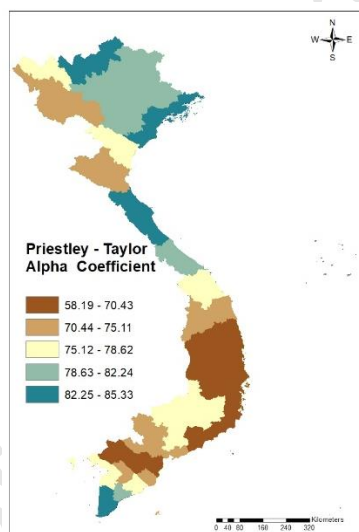 N
W E
S
Priestley - Taylor
Alpha Coefficient
58.19 - 70.43
70.44 - 75.11
75.12 - 78.62
78.63 - 82.24
82.25 - 85.33
Kilometers
0 40 80 160 240 320